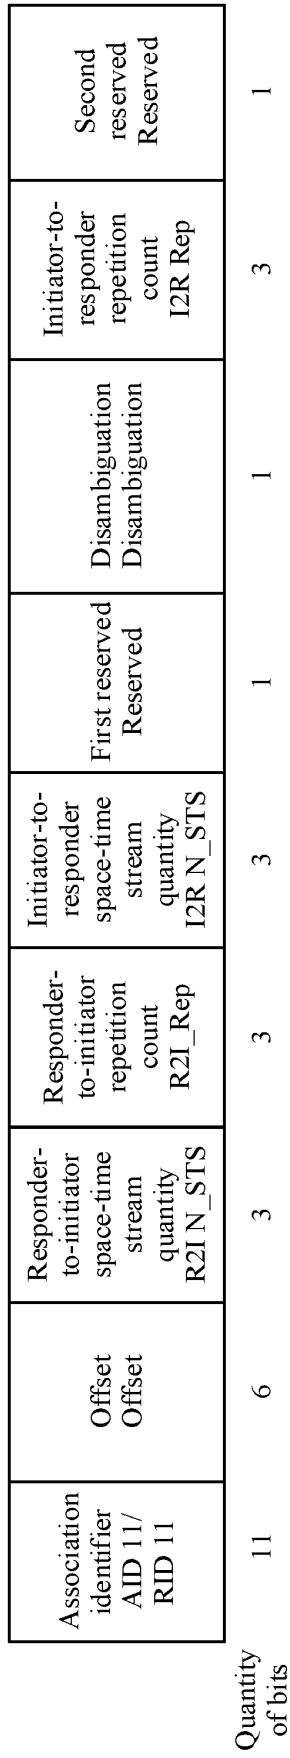 Association
identifier
AID 11/
RID 11
Offset
Offset
Responder-
to-initiator
space-time
stream
quantity
R2I N_STS
Responder-
to-initiator
repetition
count
R2I_Rep
Initiator-to-
responder
space-time
stream
quantity
I2R N_STS
First reserved
Reserved
Disambiguation
Disambiguation
Initiator-to-
responder
repetition
count
I2R Rep
Second
reserved
Reserved
Quantity
of bits
11
6
3
3
3
1
1
3
1